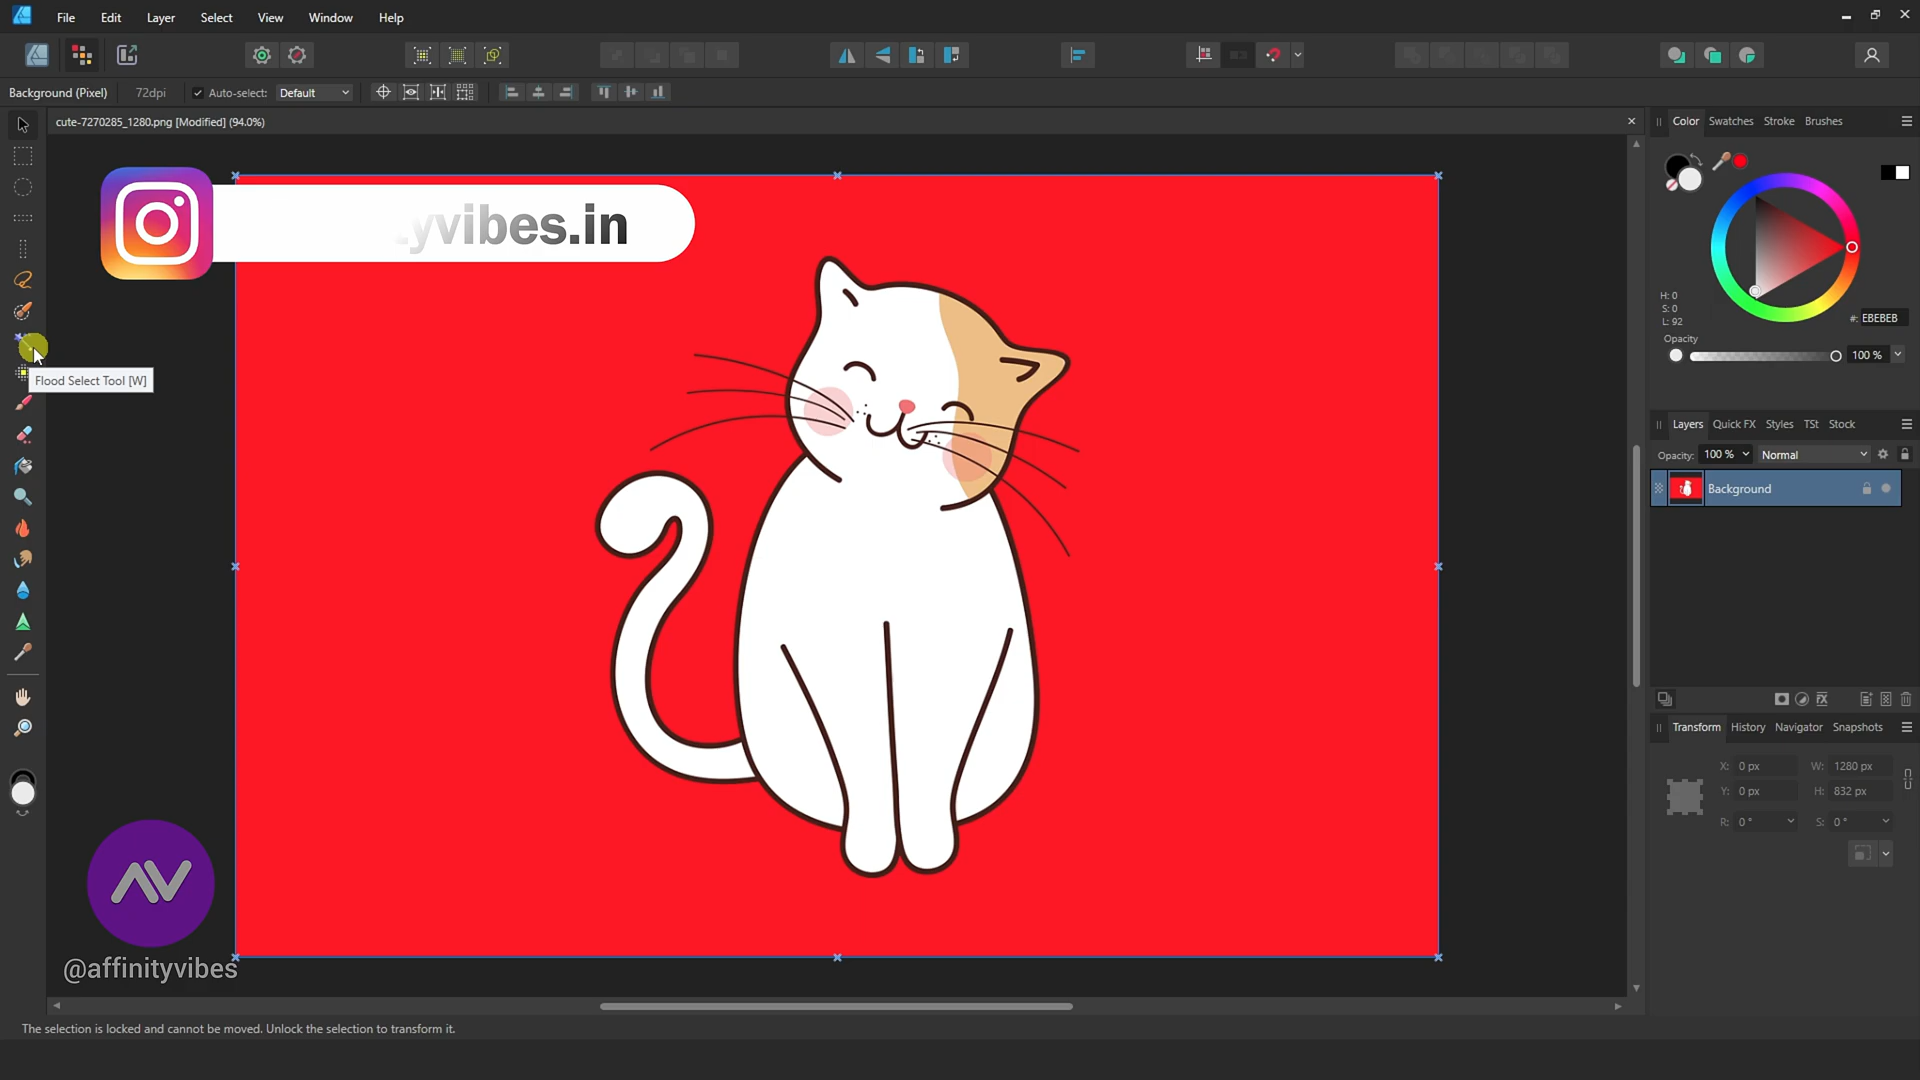 File Edit Layer Select View Window Help
Background (Pixel) 72dpi Auto-select: Default
cute-7270285_1280.png [Modified] (94.0%)
yvibes.in
Flood Select Tool [W]
@affinityvibes
The selection is locked and cannot be moved. Unlock the selection to transform it.
Color Swatches Stroke Brushes
H: 0
S: 0
L: 92
#: EBEBEB
Opacity
100 %
Layers Quick FX Styles TSt Stock
Opacity: 100 % Normal
Background
Transform History Navigator Snapshots
X: 0 px W: 1280 px
Y: 0 px H: 832 px
R: 0 ° S: 0 °